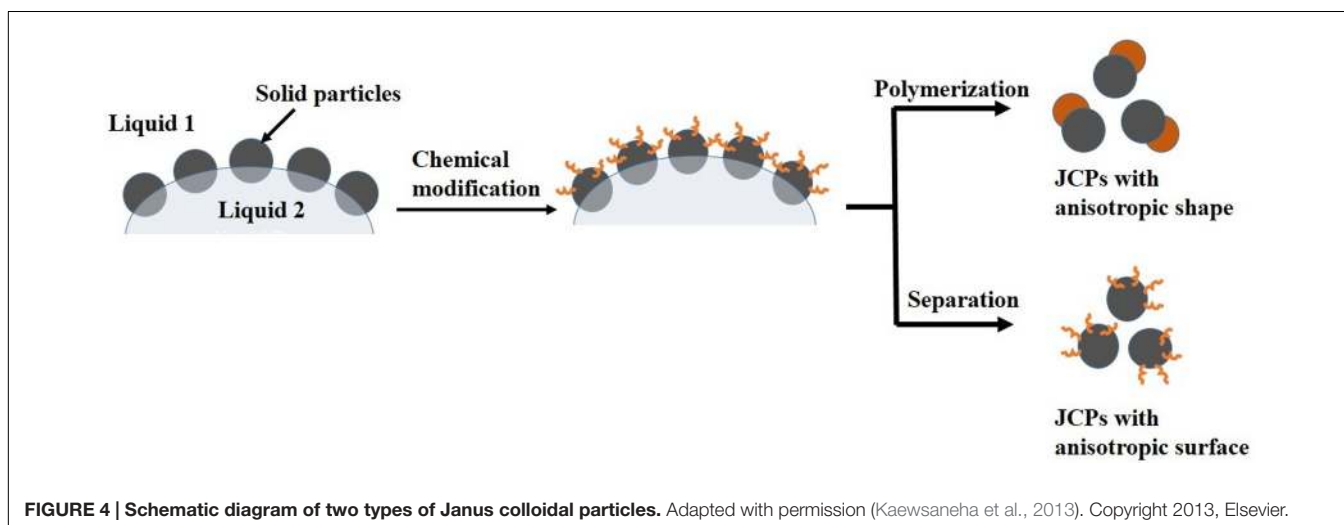 Solid particles
Liquid 1
Liquid 2
Chemical
modification
Polymerization
JCPs with
anisotropic shape
Separation
JCPs with
anisotropic surface
FIGURE 4 | Schematic diagram of two types of Janus colloidal particles. Adapted with permission (Kaewsaneha et al., 2013). Copyright 2013, Elsevier.